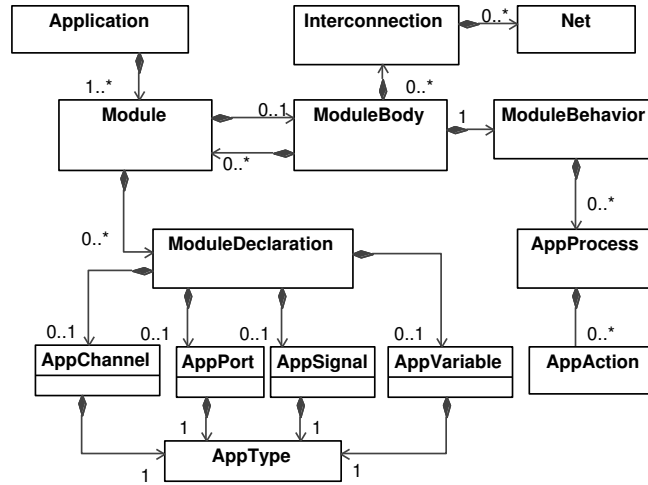 Application
Interconnection
0..*
Net
1..*
0..*
Module
0..1
ModuleBody
1
ModuleBehavior
0..*
0..*
0..*
ModuleDeclaration
AppProcess
0..1
0..1
0..1
0..1
0..*
AppChannel
AppPort
AppSignal
AppVariable
AppAction
1
1
AppType
1
1